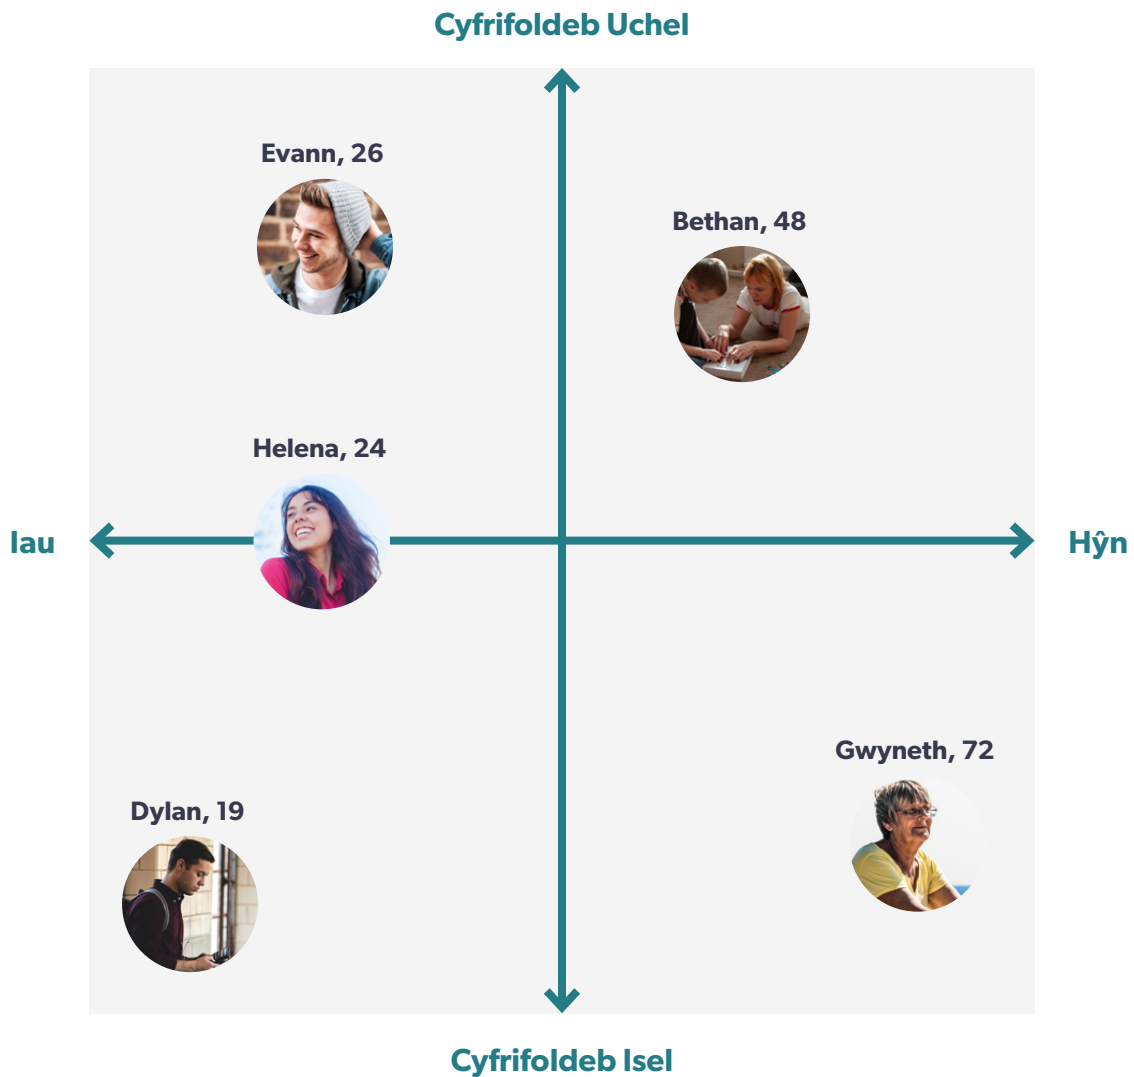 Cyfrifoldeb Uchel
Evann, 26
Bethan, 48
Helena, 24
Iau
Hŷn
Gwyneth, 72
Dylan, 19
Cyfrifoldeb Isel